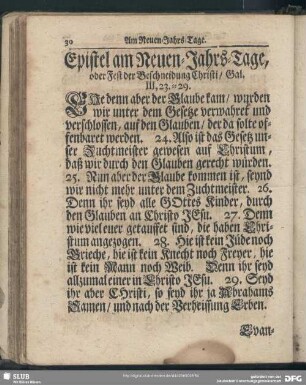 30 Am Neuen-Jahrs-Tage.
Epistel am Neuen-Jahrs-Tage,
oder Fest der Beschneidung Christi, Gal.
III, 23.-29.
EHe denn aber der Glaube kam/ wurden
wir unter dem Gesetze verwahret und
verschlossen, auf den Glauben/ der da solte of-
fenbaret werden. 24. Also ist das Gesetz un-
ser Zuchtmeister gewesen auf Christum,
daß wir durch den Glauben gerecht würden.
25. Nun aber der Glaube kommen ist, seynd
wir nicht mehr unter dem Zuchtmeister. 26.
Denn ihr seyd alle GOttes Kinder, durch
den Glauben an Christo JEsu. 27. Denn
wie viel euer getauffet sind, die haben Chri-
stum angezogen. 28. Hie ist kein Jüde noch
Grieche, hie ist kein Knecht noch Freyer, hie
ist kein Mann noch Weib. Denn ihr seyd
allzumal einer in Christo JEsu. 29. Seyd
ihr aber CHristi, so seyd ihr ja Abrahams
Samen/ und nach der Verheissung Erben.
Evan-
SLUB
DFG